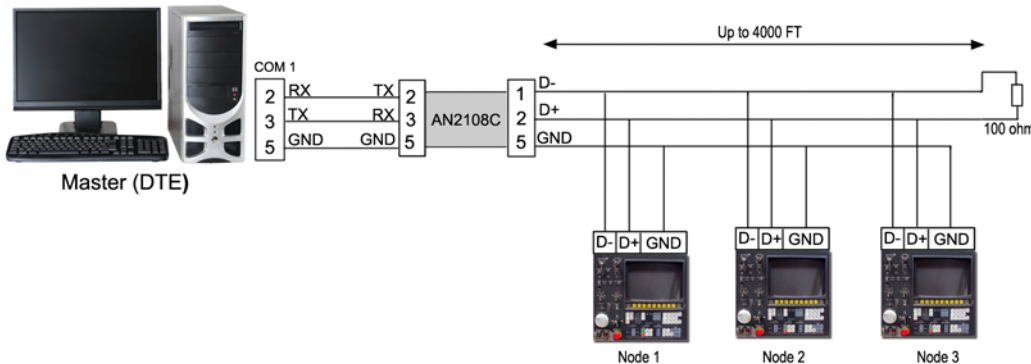 Up to 4000 FT
COM 1
2 RX TX 2
3 TX RX 3
5 GND GND 5
AN2108C
1 D-
2 D+
5 GND
100 ohm
Master (DTE)
D- D+ GND
D- D+ GND
D- D+ GND
Node 1
Node 2
Node 3